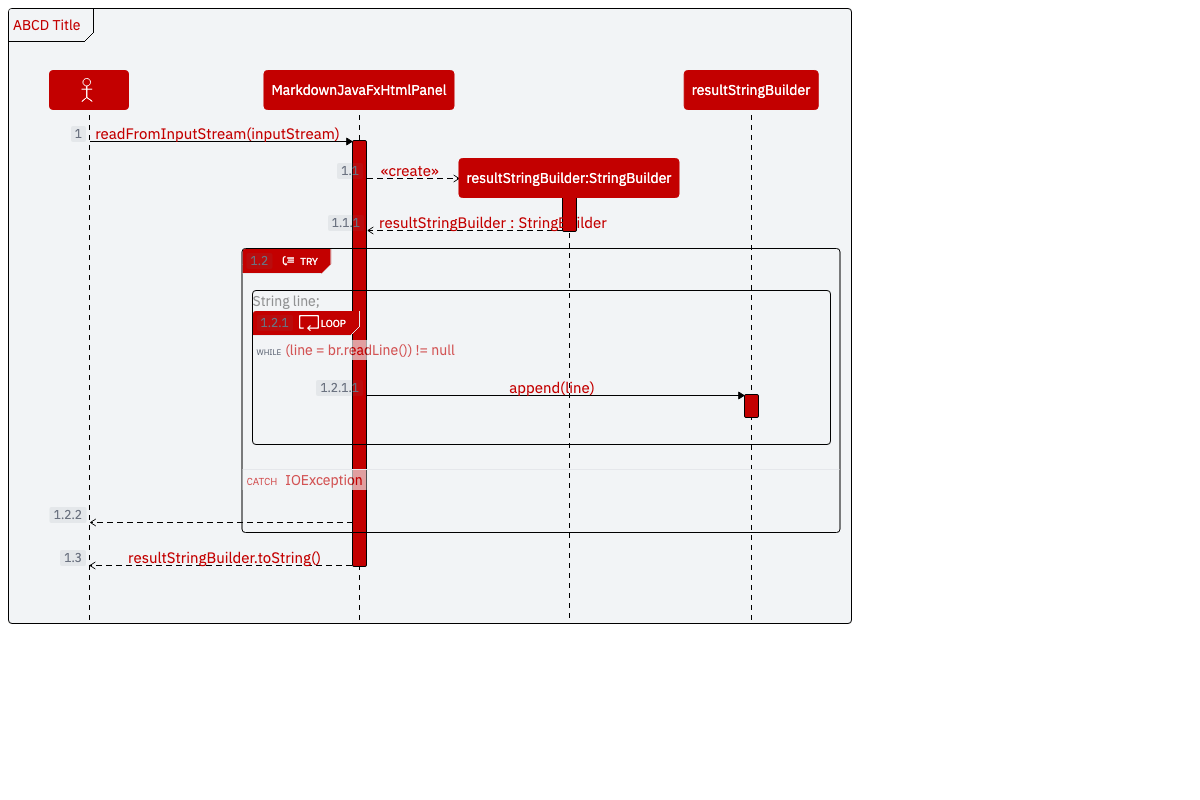 ABCD Title
MarkdownJavaFxHtmlPanel
resultStringBuilder
1 readFromInputStream(inputStream)
1.1 «create»
resultStringBuilder:StringBuilder
1.1.1 resultStringBuilder : StringBuilder
1.2 TRY
String line;
1.2.1 LOOP
WHILE (line = br.readLine()) != null
1.2.1.1 append(line)
CATCH IOException
1.2.2
1.3 resultStringBuilder.toString()